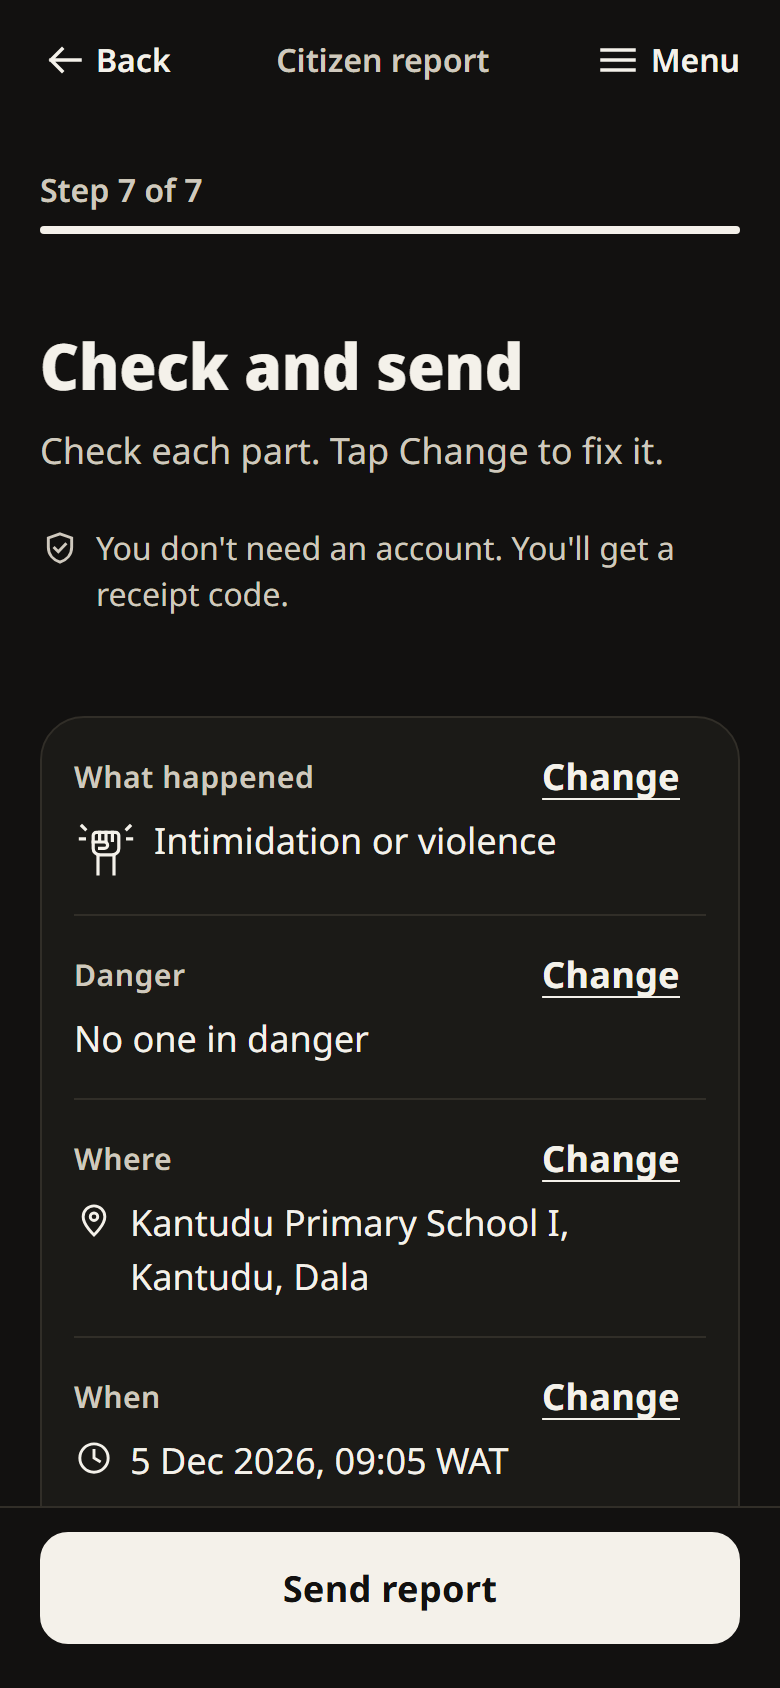 Back
Citizen report
Menu
Step 7 of 7
Check and send
Check each part. Tap Change to fix it.
You don't need an account. You'll get a
receipt code.
What happened
Change
Intimidation or violence
Danger
Change
No one in danger
Where
Change
Kantudu Primary School I,
Kantudu, Dala
When
Change
5 Dec 2026, 09:05 WAT
Send report